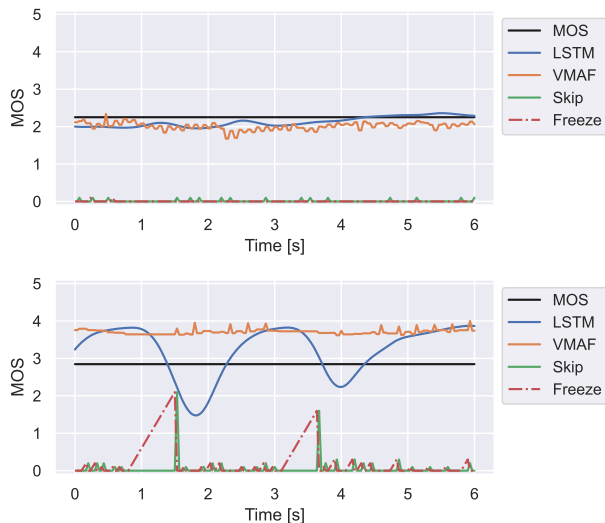 5
4
3
2
1
0
MOS
0 1 2 3 4 5 6
Time [s]
MOS
LSTM
VMAF
Skip
Freeze
5
4
3
2
1
0
MOS
0 1 2 3 4 5 6
Time [s]
MOS
LSTM
VMAF
Skip
Freeze